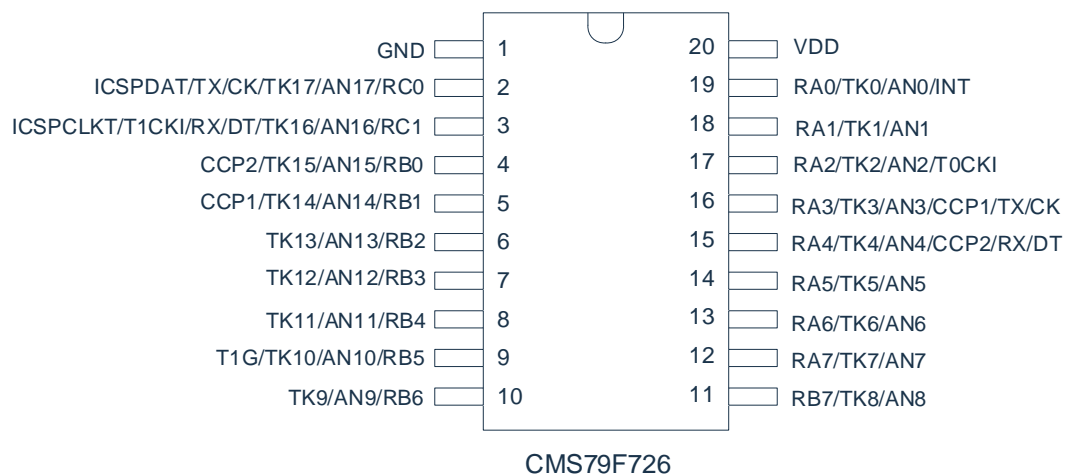 GND 1 20 VDD
ICSPDAT/TX/CK/TK17/AN17/RC0 2 19 RA0/TK0/AN0/INT
ICSPCLKT/T1CKI/RX/DT/TK16/AN16/RC1 3 18 RA1/TK1/AN1
CCP2/TK15/AN15/RB0 4 17 RA2/TK2/AN2/T0CKI
CCP1/TK14/AN14/RB1 5 16 RA3/TK3/AN3/CCP1/TX/CK
TK13/AN13/RB2 6 15 RA4/TK4/AN4/CCP2/RX/DT
TK12/AN12/RB3 7 14 RA5/TK5/AN5
TK11/AN11/RB4 8 13 RA6/TK6/AN6
T1G/TK10/AN10/RB5 9 12 RA7/TK7/AN7
TK9/AN9/RB6 10 11 RB7/TK8/AN8
CMS79F726